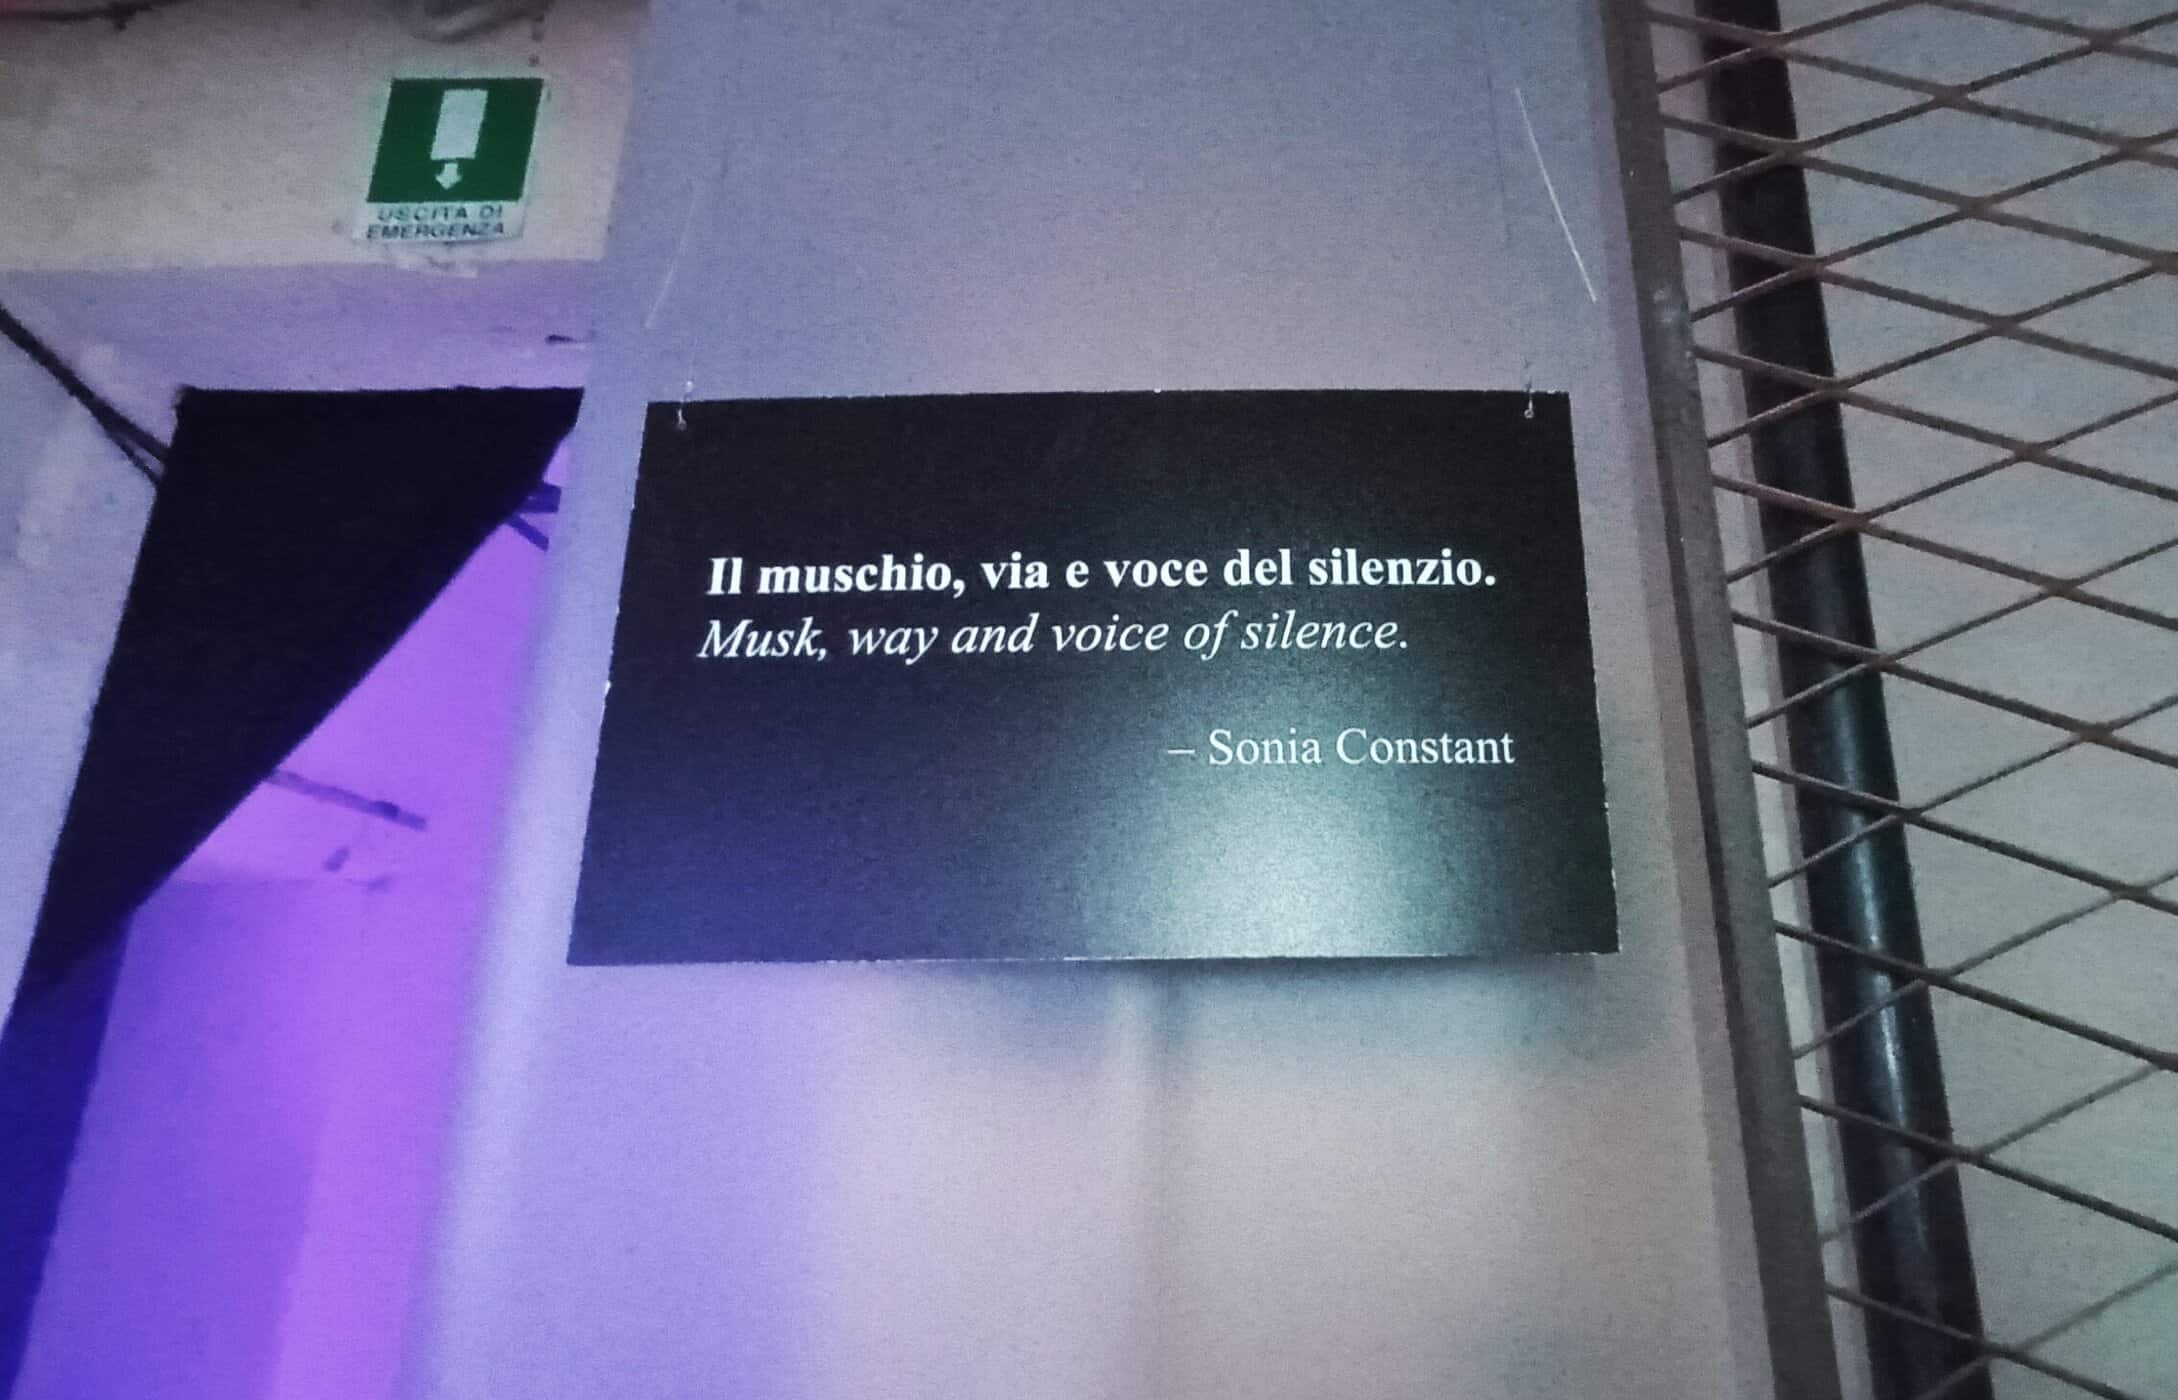 USCITA DI
EMERGENZA
Il muschio, via e voce del silenzio.
Musk, way and voice of silence.
– Sonia Constant